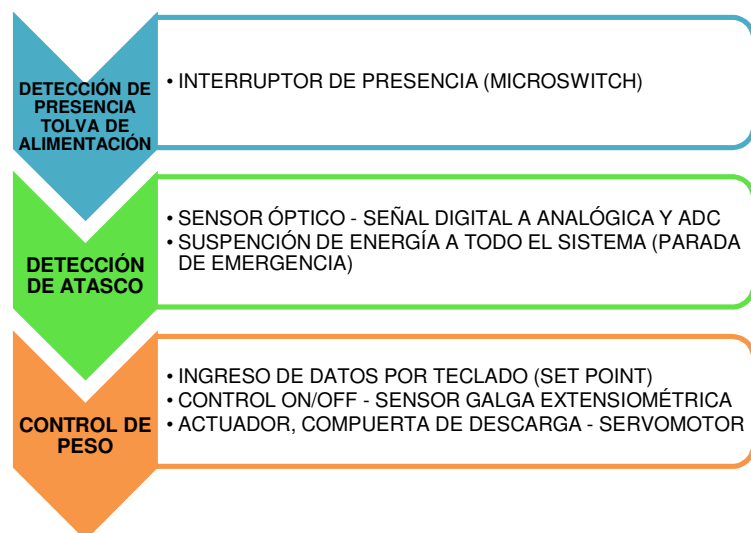 DETECCIÓN DE
PRESENCIA
TOLVA DE
ALIMENTACIÓN
• INTERRUPTOR DE PRESENCIA (MICROSWITCH)
DETECCIÓN
DE ATASCO
• SENSOR ÓPTICO - SEÑAL DIGITAL A ANALÓGICA Y ADC
• SUSPENCIÓN DE ENERGÍA A TODO EL SISTEMA (PARADA
DE EMERGENCIA)
CONTROL DE
PESO
• INGRESO DE DATOS POR TECLADO (SET POINT)
• CONTROL ON/OFF - SENSOR GALGA EXTENSIOMÉTRICA
• ACTUADOR, COMPUERTA DE DESCARGA - SERVOMOTOR